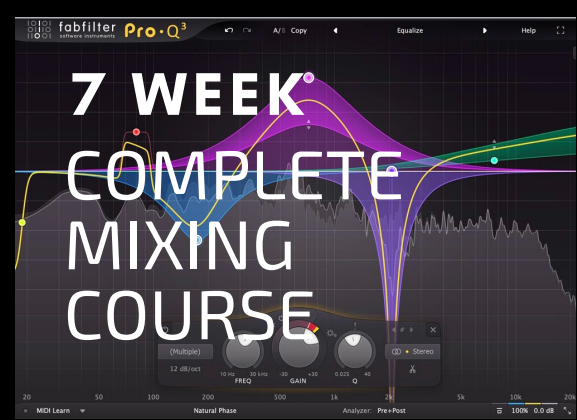 fabfilter
software instruments
Pro·Q³
A/B Copy
Equalize
Help
7 WEEK
COMPLETE
MIXING
COURSE
(Multiple)
Stereo
12 dB/oct
10 Hz 30 kHz -30 +30 0.025 40
FREQ GAIN Q
20 50 100 200 500 1k 2k 5k 10k 20k
MIDI Learn
Natural Phase
Analyzer: Pre+Post
100% 0.0 dB